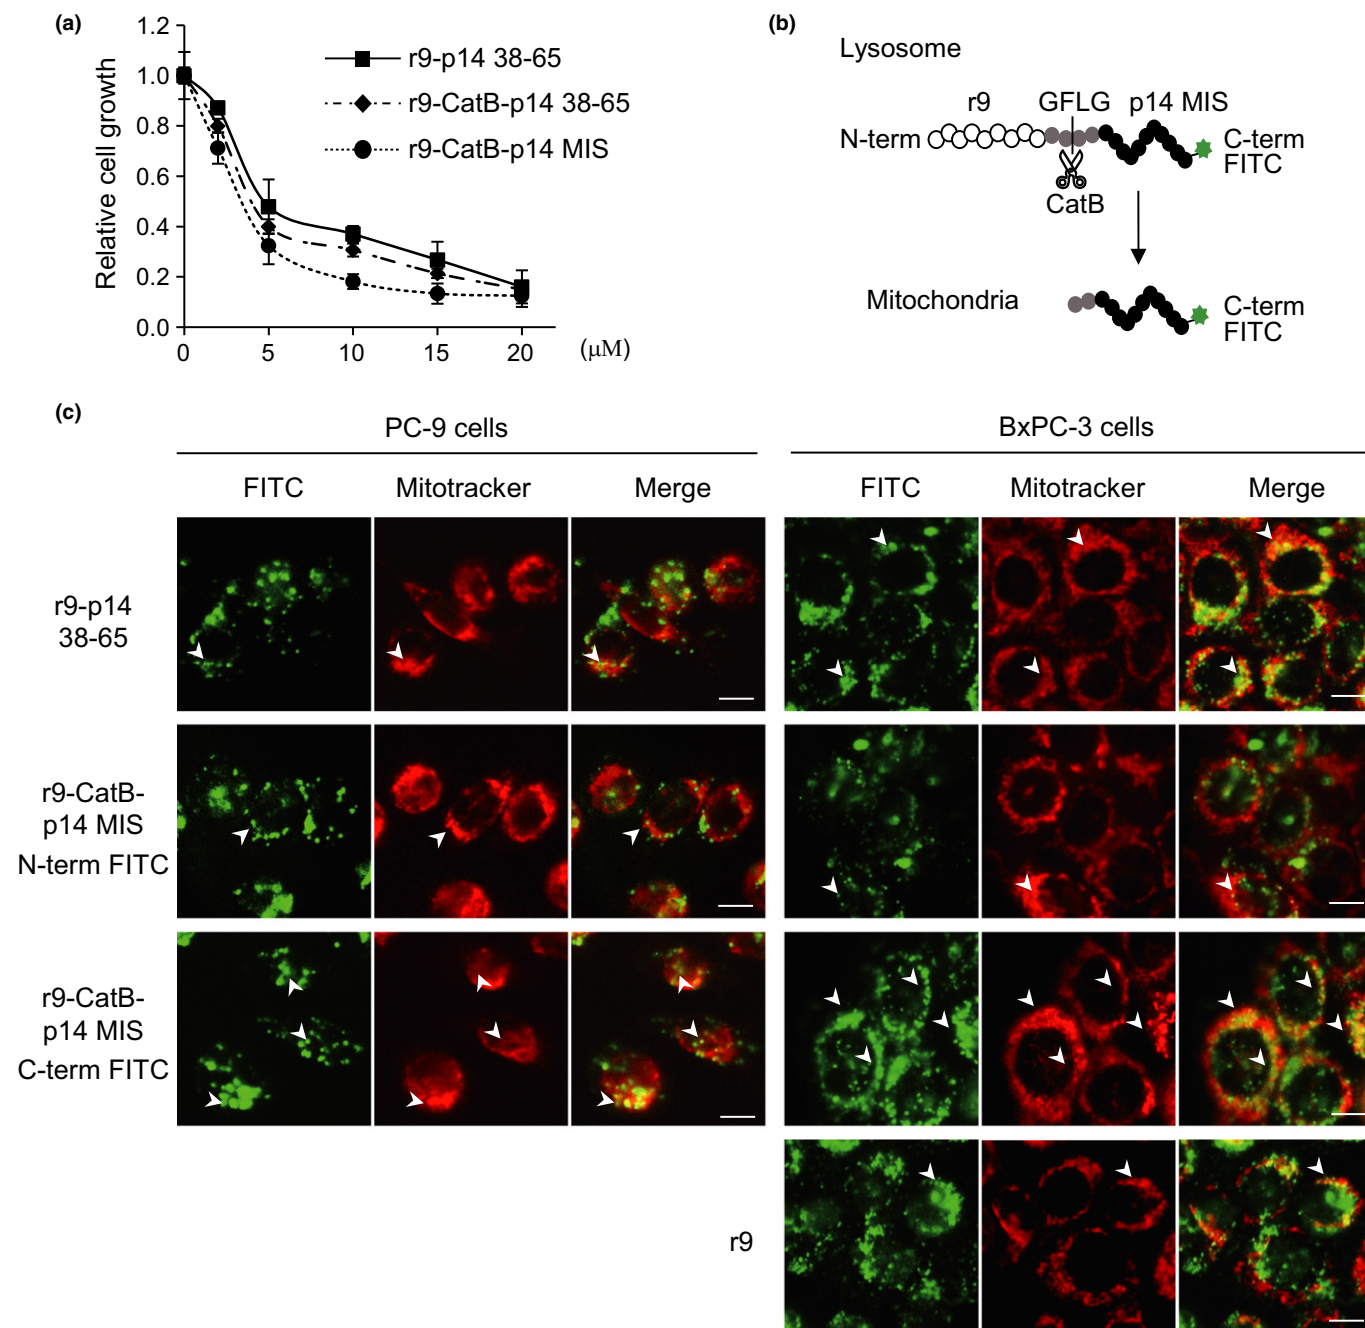 (a)
1.2
1.0
0.8
0.6
0.4
0.2
0.0
Relative cell growth
r9-p14 38-65
r9-CatB-p14 38-65
r9-CatB-p14 MIS
0 5 10 15 20 (μM)
(b)
Lysosome
r9 GFLG p14 MIS
N-term
C-term
FITC
CatB
Mitochondria
C-term
FITC
(c)
PC-9 cells
BxPC-3 cells
FITC Mitotracker Merge
FITC Mitotracker Merge
r9-p14
38-65
r9-CatB-
p14 MIS
N-term FITC
r9-CatB-
p14 MIS
C-term FITC
r9